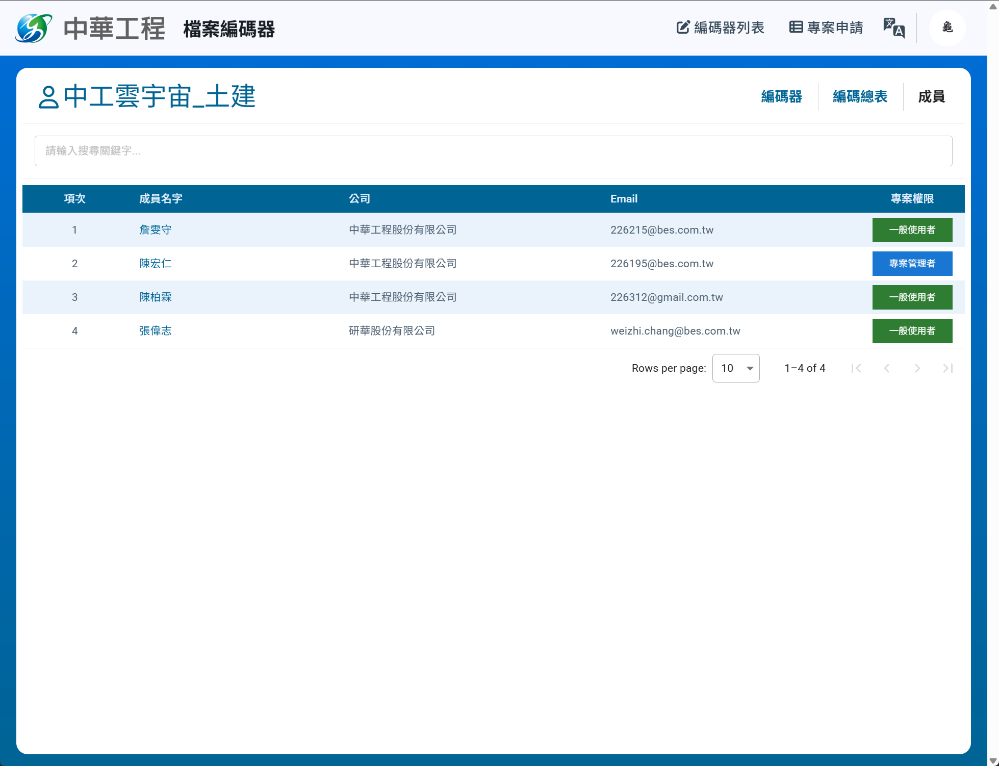 中華工程 檔案編碼器 編碼器列表 專案申請 龜
中工雲宇宙_土建 編碼器 編碼總表 成員
請輸入搜尋關鍵字...
項次 成員名字 公司 Email 專案權限
1 詹雯守 中華工程股份有限公司 226215@bes.com.tw 一般使用者
2 陳宏仁 中華工程股份有限公司 226195@bes.com.tw 專案管理者
3 陳柏霖 中華工程股份有限公司 226312@gmail.com.tw 一般使用者
4 張偉志 研華股份有限公司 weizhi.chang@bes.com.tw 一般使用者
Rows per page: 10 1–4 of 4